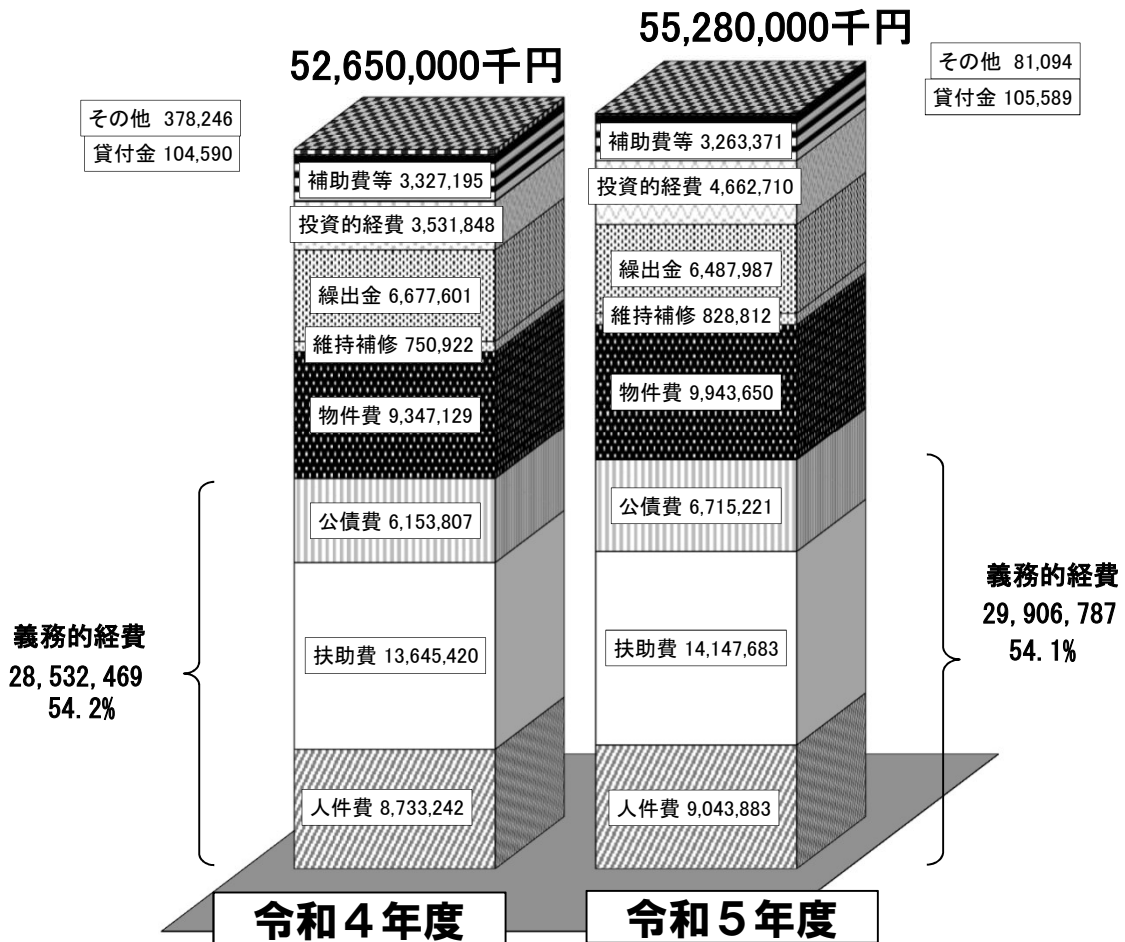 52,650,000千円
その他 378,246
貸付金 104,590
補助費等 3,327,195
投資的経費 3,531,848
繰出金 6,677,601
維持補修 750,922
物件費 9,347,129
公債費 6,153,807
扶助費 13,645,420
人件費 8,733,242
義務的経費
28,532,469
54.2%
令和４年度
55,280,000千円
その他 81,094
貸付金 105,589
補助費等 3,263,371
投資的経費 4,662,710
繰出金 6,487,987
維持補修 828,812
物件費 9,943,650
公債費 6,715,221
扶助費 14,147,683
人件費 9,043,883
義務的経費
29,906,787
54.1%
令和５年度